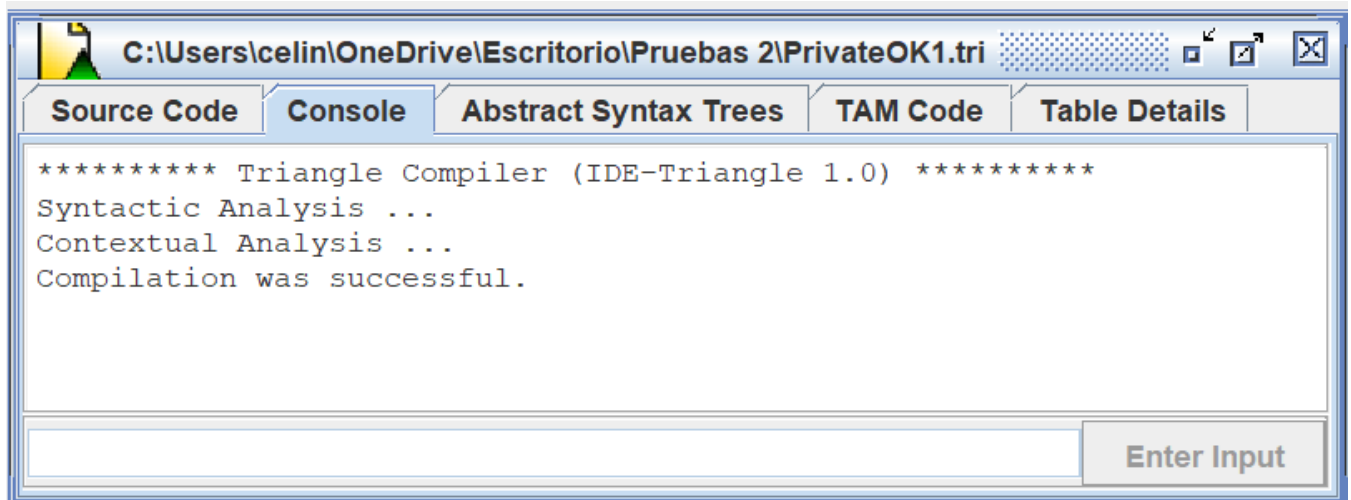 C:\Users\celin\OneDrive\Escritorio\Pruebas 2\PrivateOK1.tri
Source Code Console Abstract Syntax Trees TAM Code Table Details
********** Triangle Compiler (IDE-Triangle 1.0) **********
Syntactic Analysis ...
Contextual Analysis ...
Compilation was successful.
Enter Input